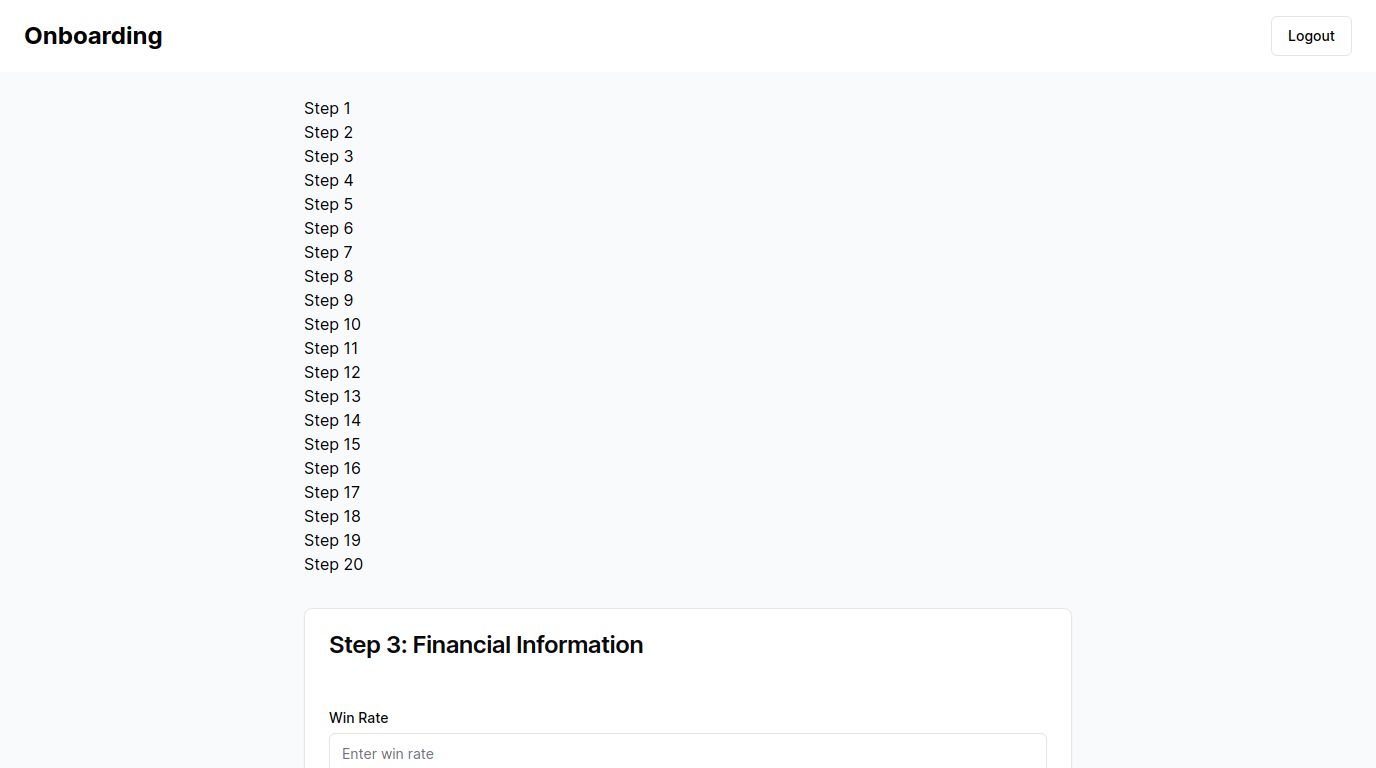 Onboarding
Logout
Step 1
Step 2
Step 3
Step 4
Step 5
Step 6
Step 7
Step 8
Step 9
Step 10
Step 11
Step 12
Step 13
Step 14
Step 15
Step 16
Step 17
Step 18
Step 19
Step 20
Step 3: Financial Information
Win Rate
Enter win rate